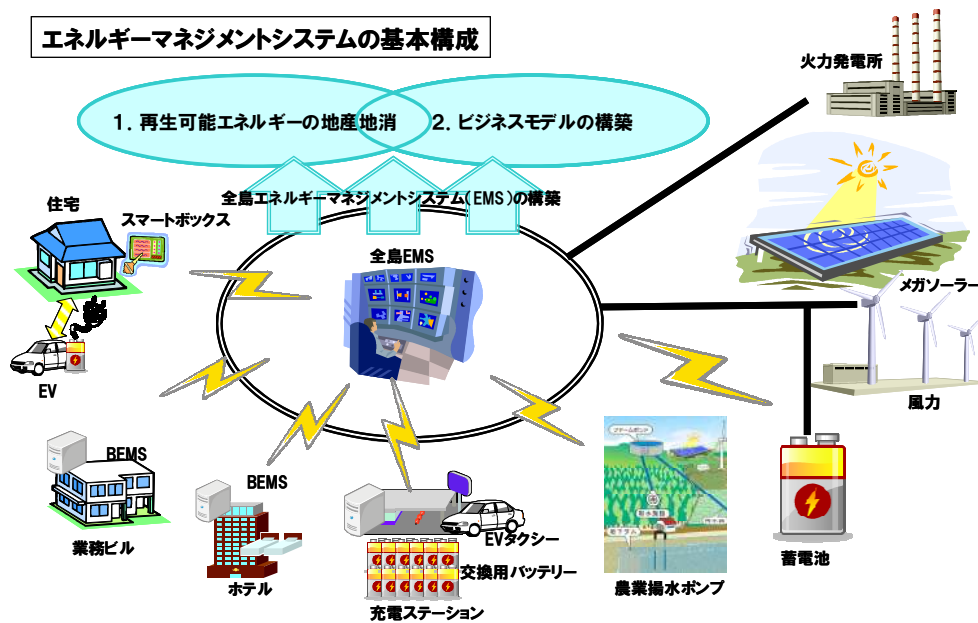 エネルギーマネジメントシステムの基本構成
火力発電所
1．再生可能エネルギーの地産地消
2．ビジネスモデルの構築
全島エネルギーマネジメントシステム(EMS)の構築
住宅
スマートボックス
全島EMS
メガソーラー
EV
風力
BEMS
業務ビル
BEMS
ホテル
EVタクシー
交換用バッテリー
充電ステーション
ファームポンド
農業揚水ポンプ
蓄電池